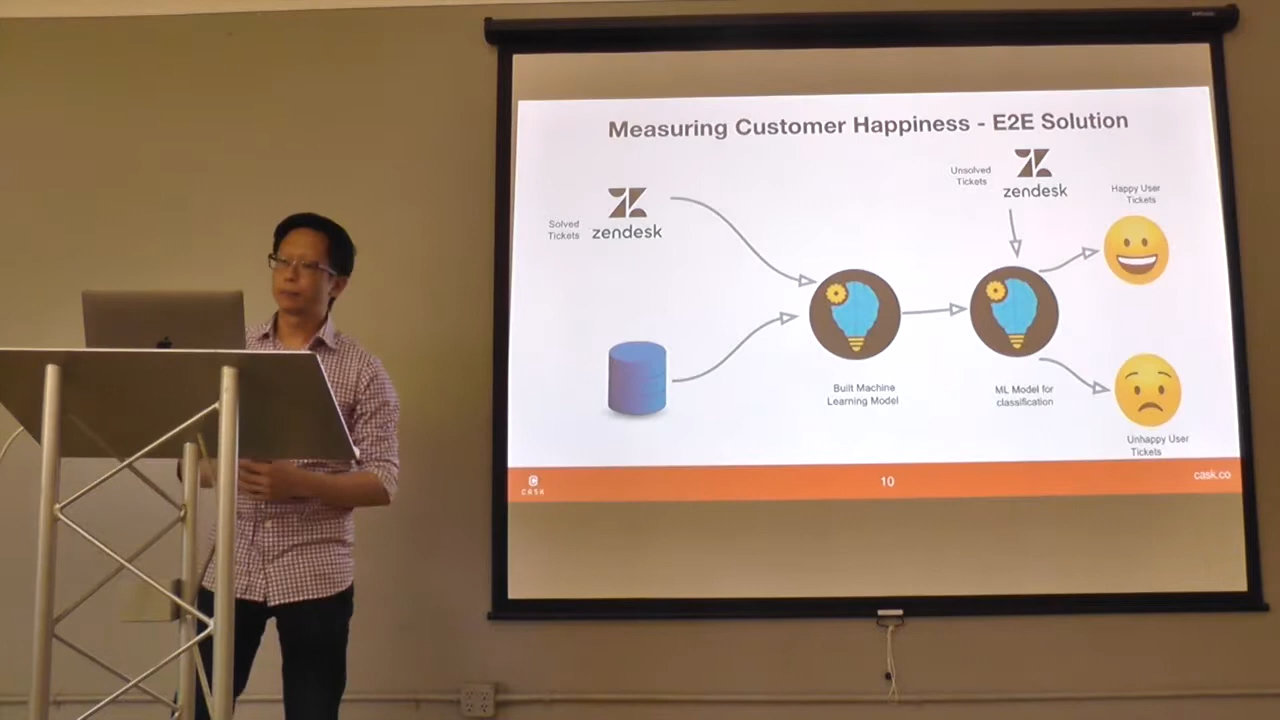 Measuring Customer Happiness - E2E Solution
Solved
Tickets
zendesk
Unsolved
Tickets
zendesk
Happy User
Tickets
Built Machine
Learning Model
ML Model for
classification
Unhappy User
Tickets
CASK
10
cask.co